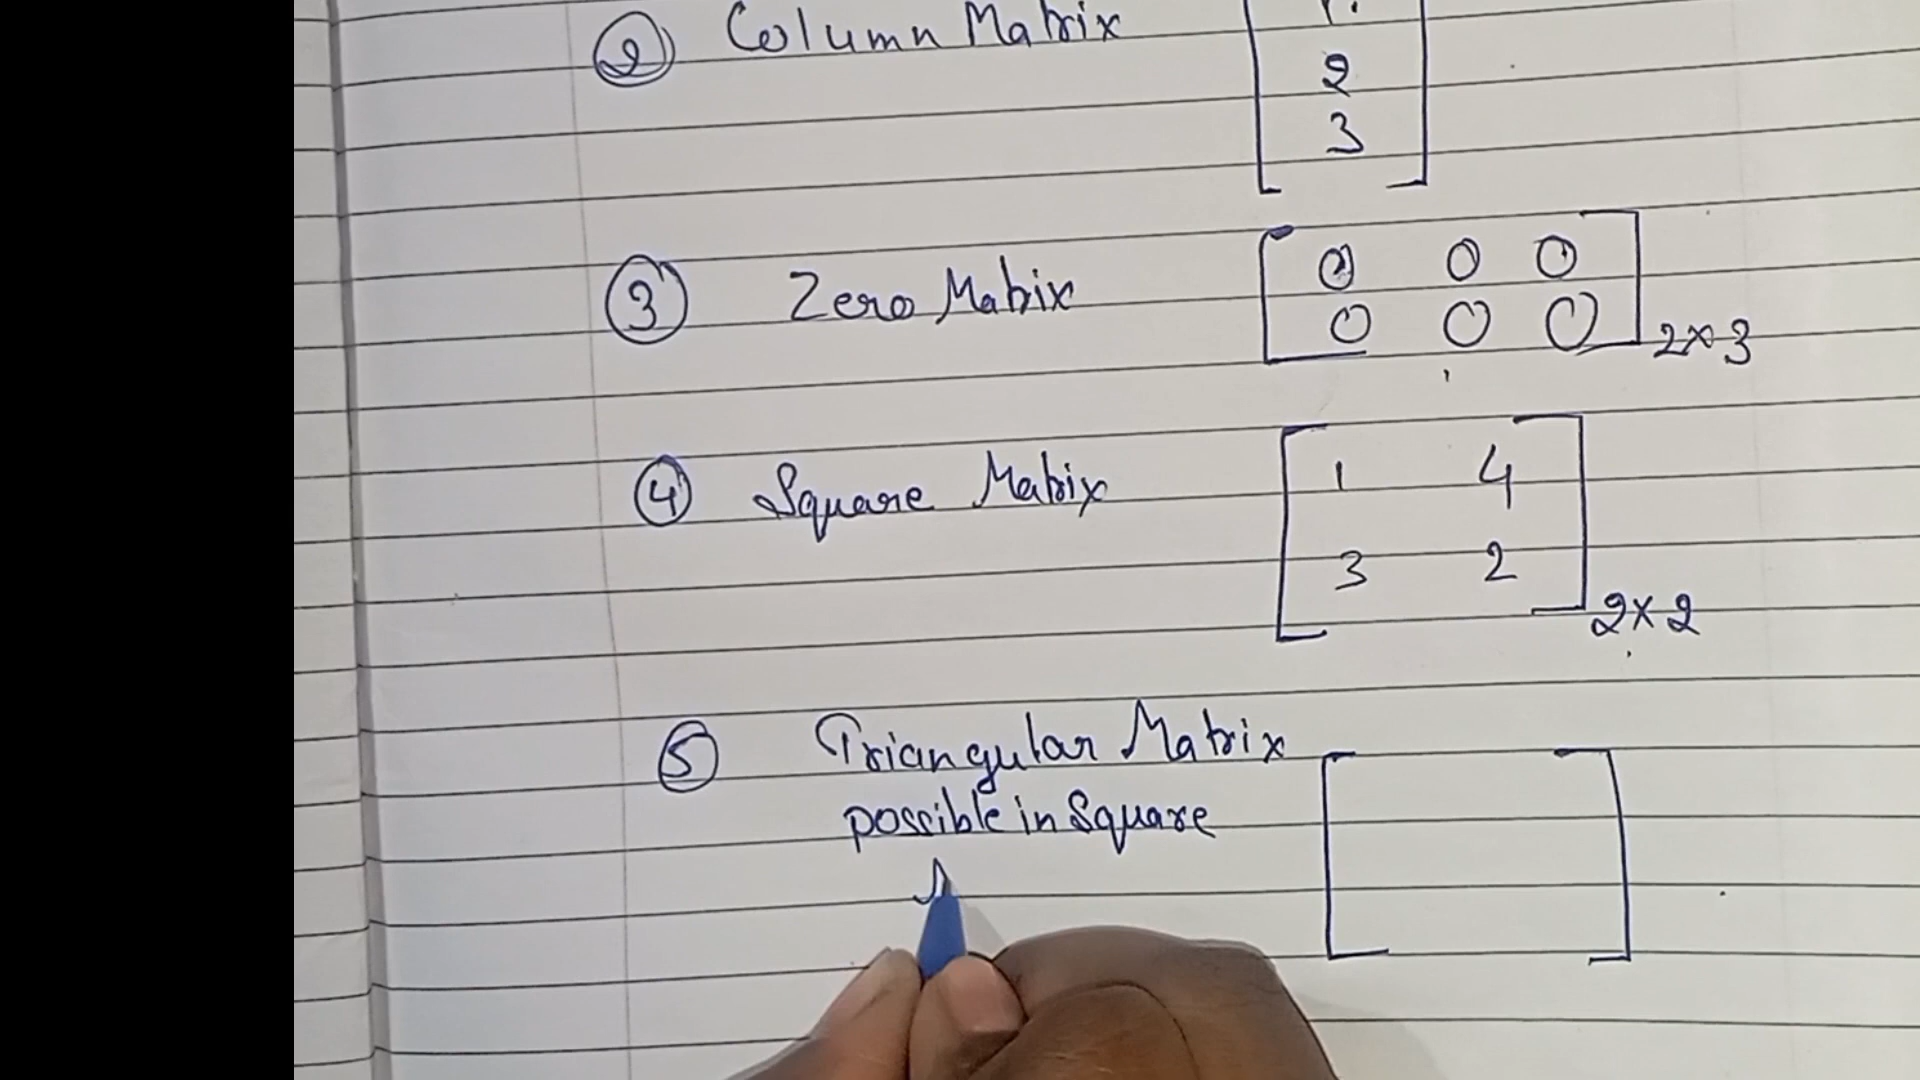 ② Column Matrix
2
3
③ Zero Matrix
0 0 0
0 0 0
2×3
④ Square Matrix
1 4
3 2
2×2
⑤ Triangular Matrix
possible in Square